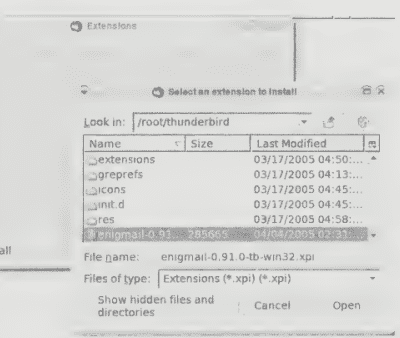 Extensions
Select an extension to install
Look in: /root/thunderbird
Name Size Last Modified
extensions 03/17/2005 04:50:...
greprefs 03/17/2005 04:13:...
icons 03/17/2005 04:45:...
init.d 03/17/2005 04:45:...
res 03/17/2005 04:58:...
enigmail-0.91... 285665 04/04/2005 02:31:...
all
File name: enigmail-0.91.0-tb-win32.xpi
Files of type: Extensions (*.xpi) (*.xpi)
Show hidden files and
directories
Cancel Open